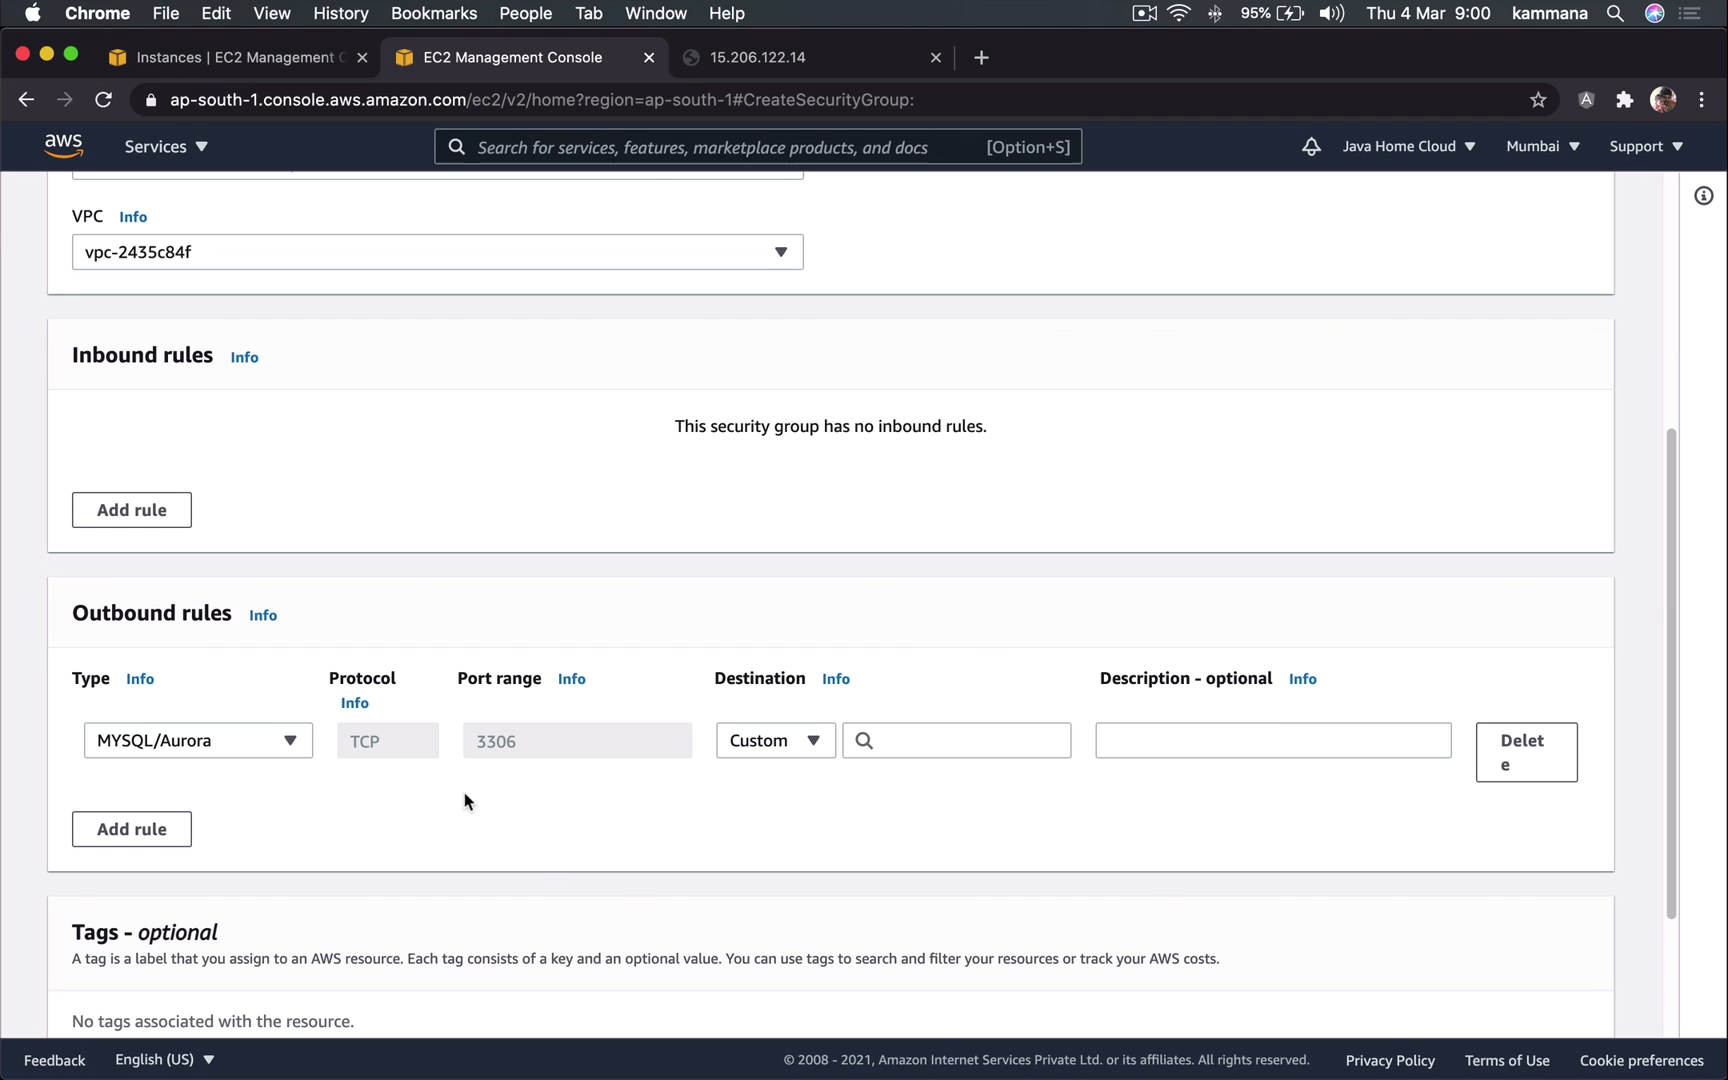 Chrome File Edit View History Bookmarks People Tab Window Help 95% Thu 4 Mar 9:00 kammana
Instances | EC2 Management C EC2 Management Console 15.206.122.14
ap-south-1.console.aws.amazon.com/ec2/v2/home?region=ap-south-1#CreateSecurityGroup:
aws Services Search for services, features, marketplace products, and docs [Option+S] Java Home Cloud Mumbai Support
VPC Info
vpc-2435c84f
Inbound rules Info
This security group has no inbound rules.
Add rule
Outbound rules Info
Type Info Protocol Info Port range Info Destination Info Description - optional Info
MYSQL/Aurora TCP 3306 Custom Delet
e
Add rule
Tags - optional
A tag is a label that you assign to an AWS resource. Each tag consists of a key and an optional value. You can use tags to search and filter your resources or track your AWS costs.
No tags associated with the resource.
Feedback English (US) © 2008 - 2021, Amazon Internet Services Private Ltd. or its affiliates. All rights reserved. Privacy Policy Terms of Use Cookie preferences